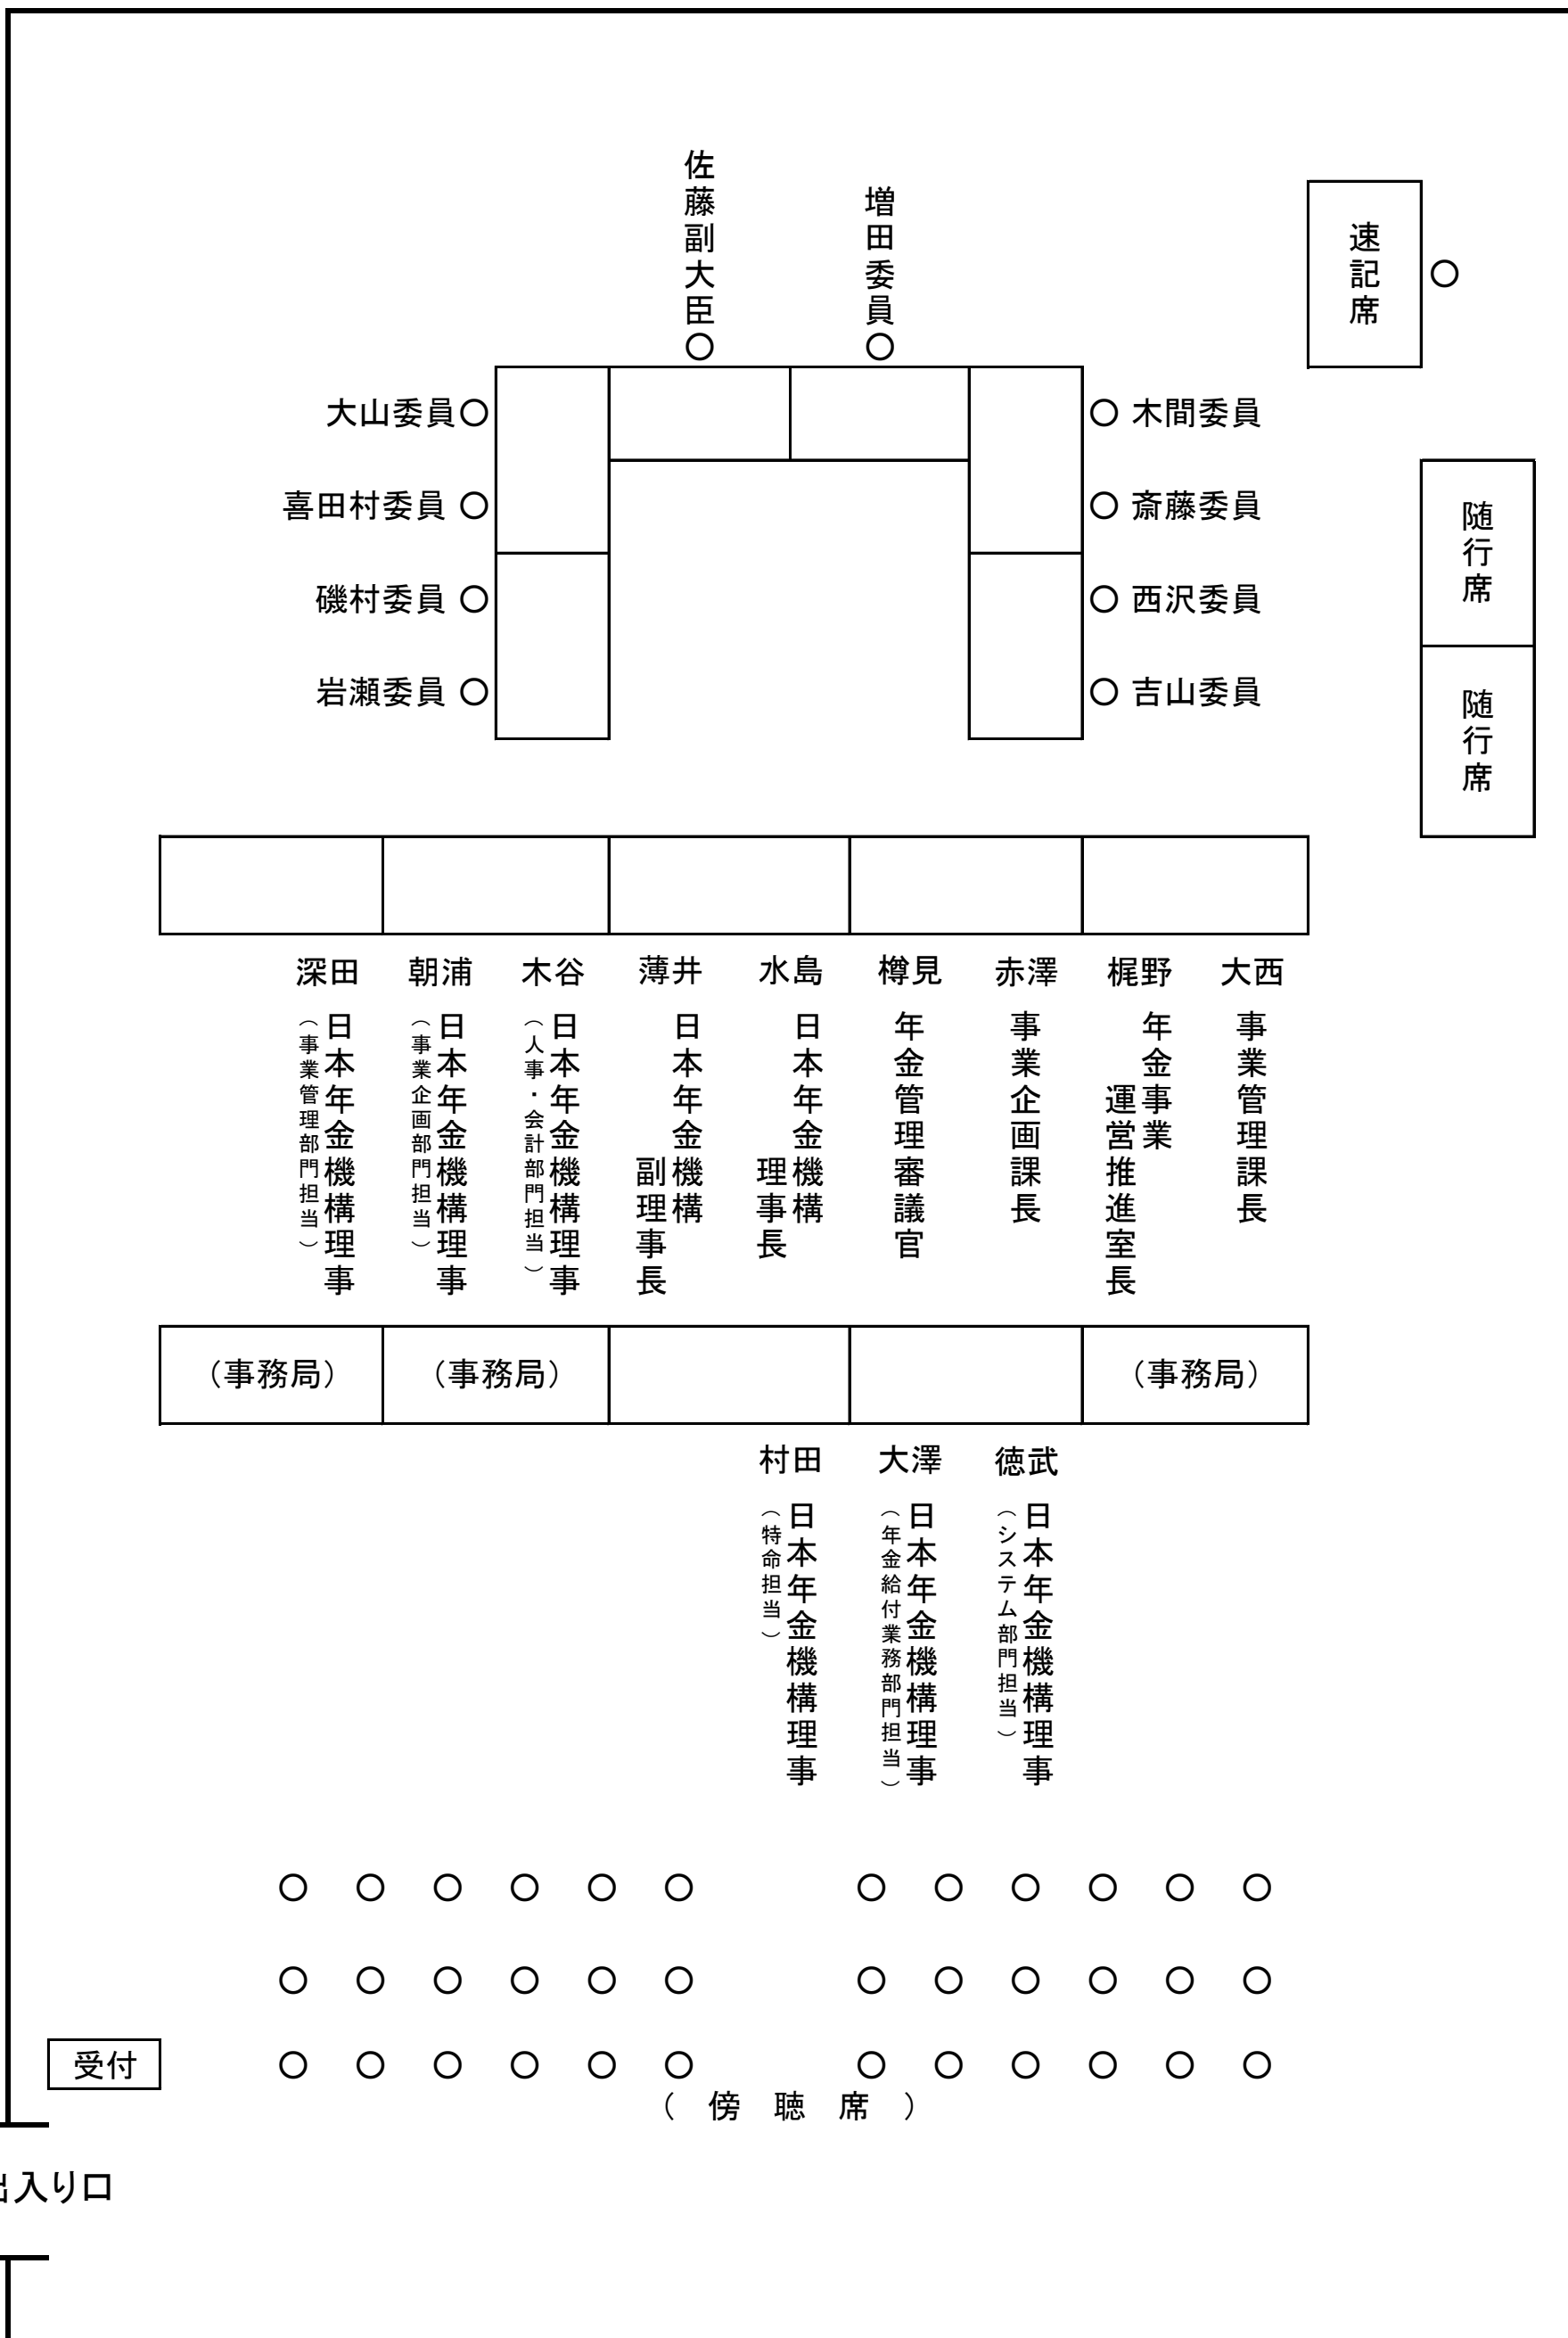 佐藤副大臣○
増田委員○
速記席
○
大山委員○
○ 木間委員
喜田村委員 ○
○ 斎藤委員
磯村委員 ○
○ 西沢委員
岩瀬委員 ○
○ 吉山委員
随行席
随行席
深田
日本年金機構理事
（事業管理部門担当）
朝浦
日本年金機構理事
（事業企画部門担当）
木谷
日本年金機構理事
（人事・会計部門担当）
薄井
日本年金機構
副理事長
水島
日本年金機構
理事長
樽見
年金管理審議官
赤澤
事業企画課長
梶野
年金事業
運営推進室長
大西
事業管理課長
（事務局）
（事務局）
（事務局）
村田
日本年金機構理事
（特命担当）
大澤
日本年金機構理事
（年金給付業務部門担当）
徳武
日本年金機構理事
（システム部門担当）
○ ○ ○ ○ ○ ○ ○ ○ ○ ○ ○ ○
○ ○ ○ ○ ○ ○ ○ ○ ○ ○ ○ ○
受付
○ ○ ○ ○ ○ ○ ○ ○ ○ ○ ○ ○
（ 傍 聴 席 ）
出入り口